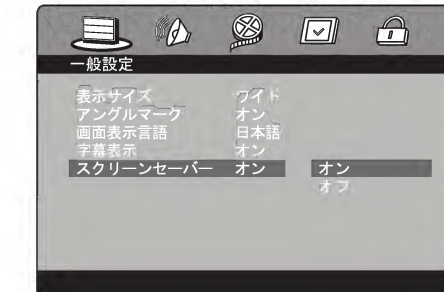 一般設定
表示サイズ ワイド
アングルマーク オン
画面表示言語 日本語
字幕表示 オン
スクリーンセーバー オン オン
オフ